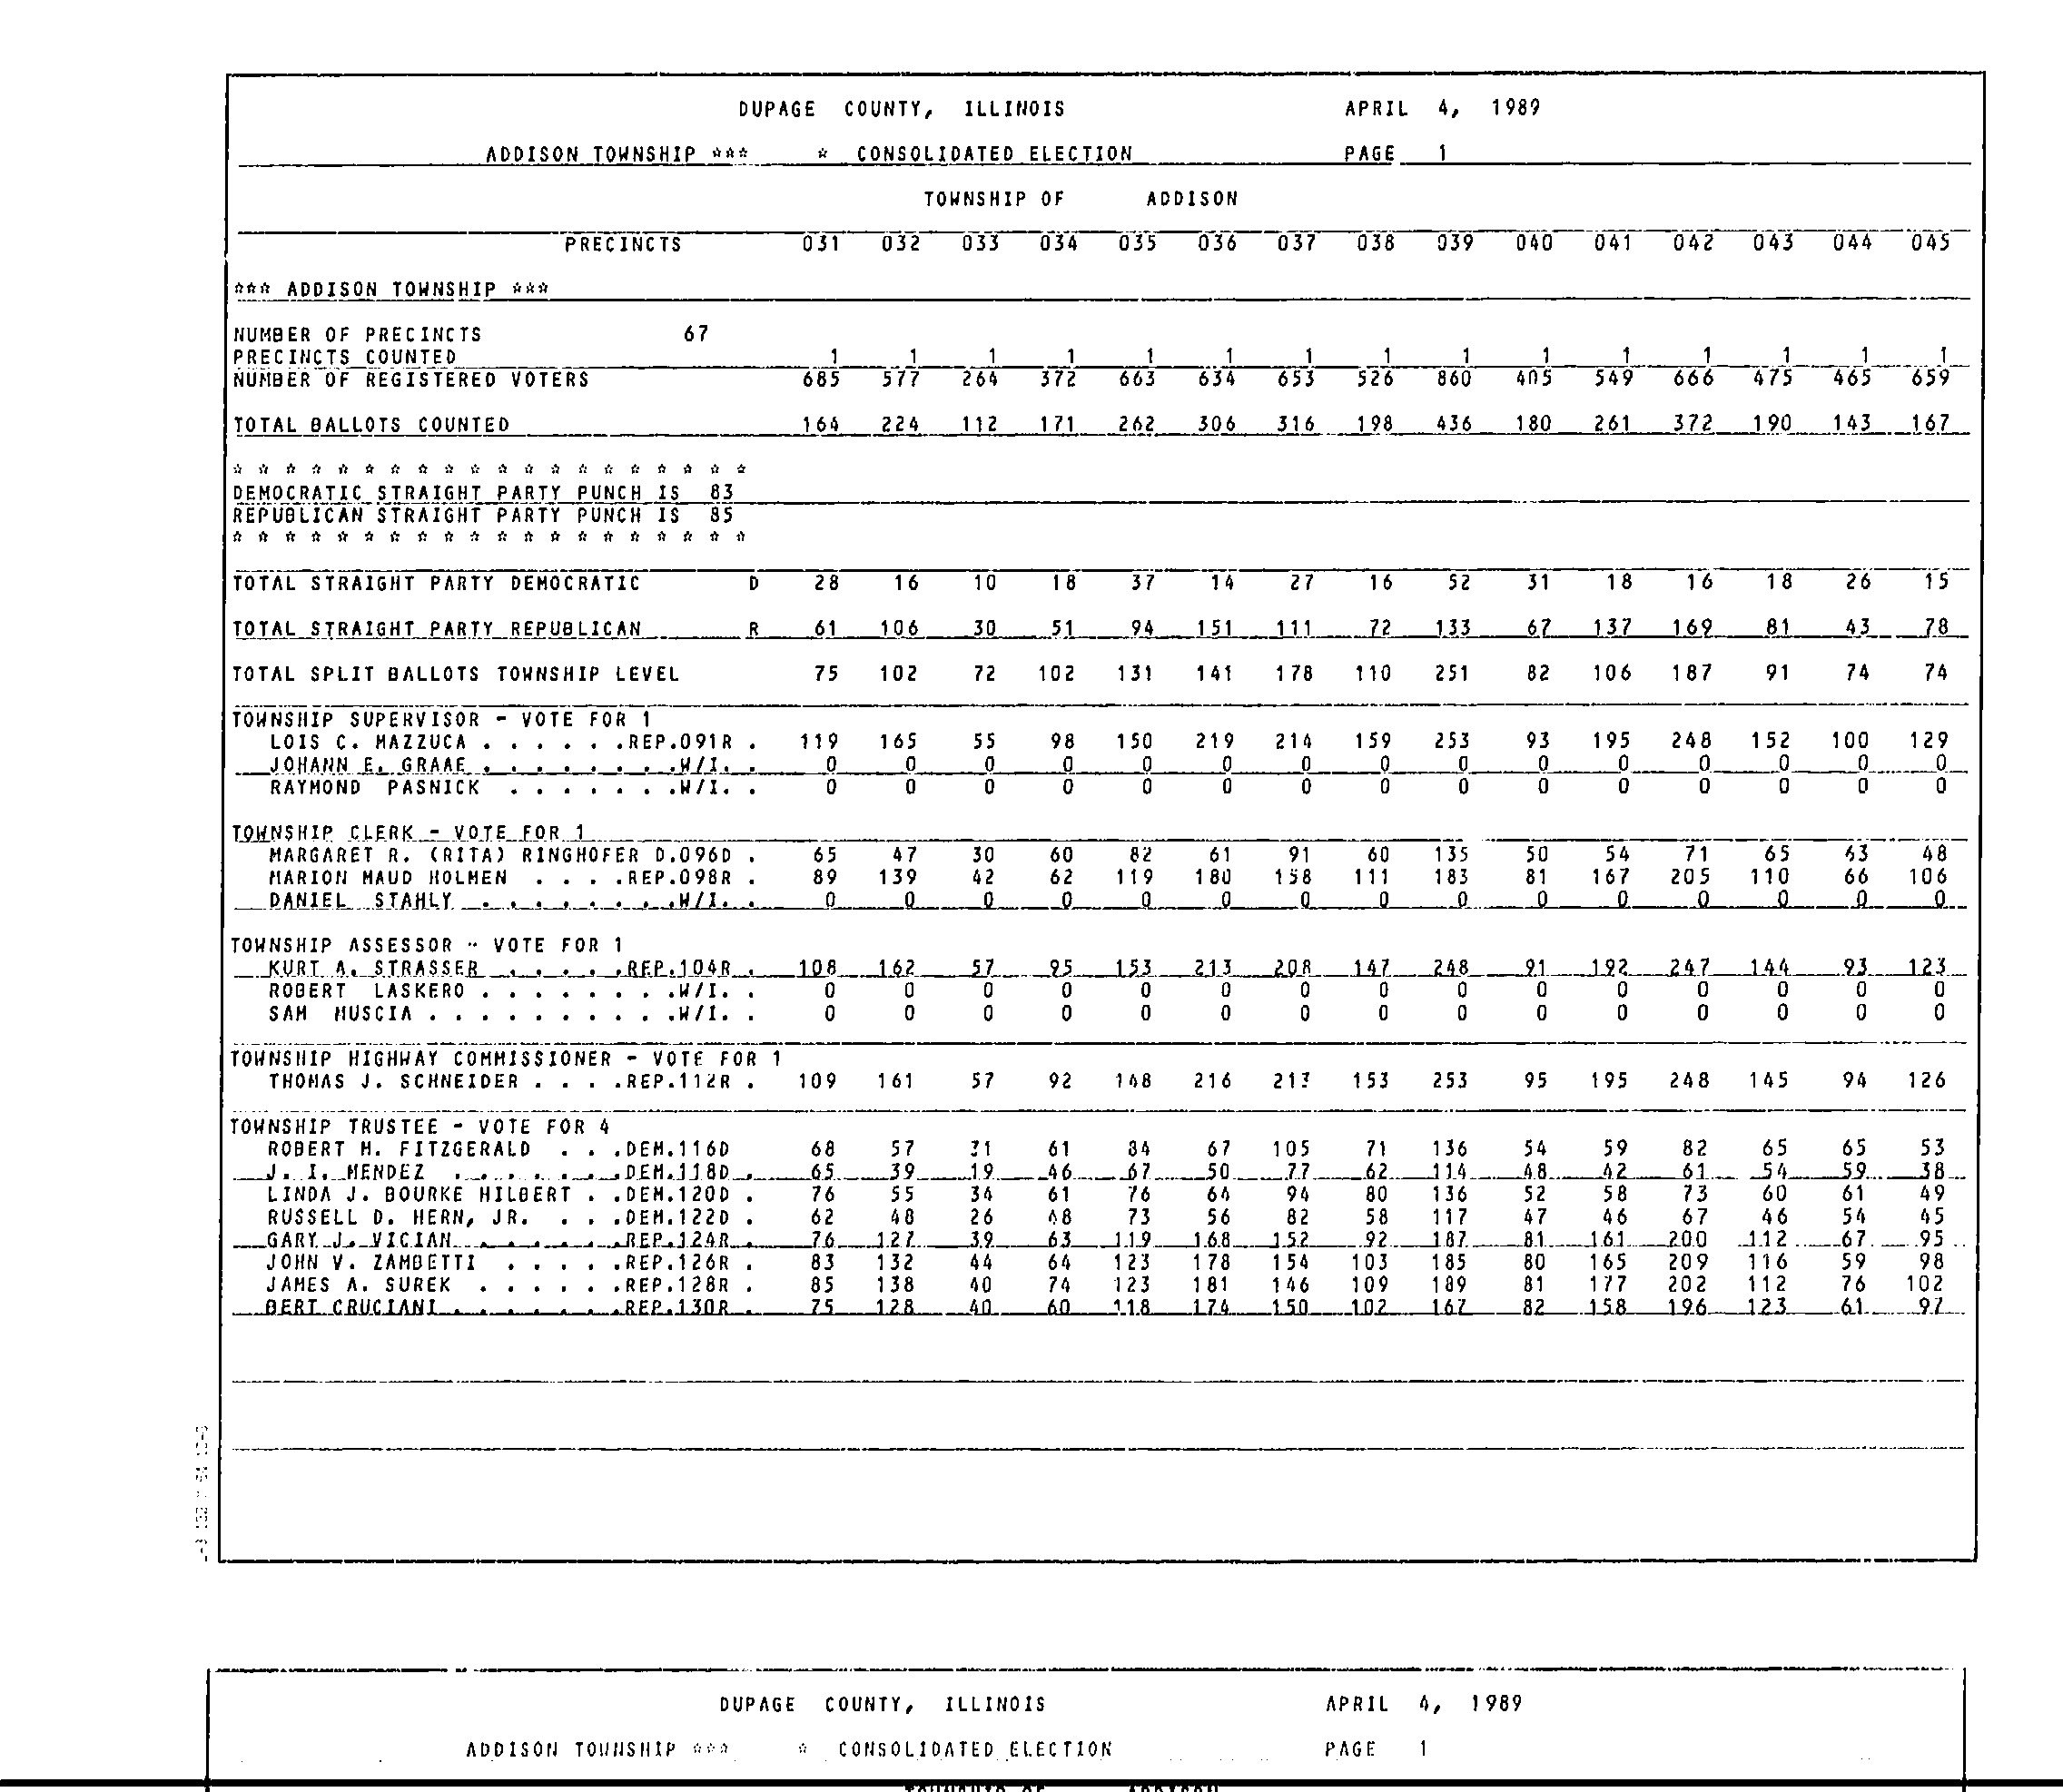 DUPAGE COUNTY, ILLINOIS APRIL 4, 1989
ADDISON TOWNSHIP *** * CONSOLIDATED ELECTION PAGE 1
TOWNSHIP OF ADDISON
PRECINCTS 031 032 033 034 035 036 037 038 039 040 041 042 043 044 045
*** ADDISON TOWNSHIP ***
NUMBER OF PRECINCTS 67
PRECINCTS COUNTED 1 1 1 1 1 1 1 1 1 1 1 1 1 1 1
NUMBER OF REGISTERED VOTERS 685 577 264 372 663 634 653 526 860 405 549 666 475 465 659
TOTAL BALLOTS COUNTED 164 224 112 171 262 306 316 198 436 180 261 372 190 143 167
* * * * * * * * * * * * * * * * * * * *
DEMOCRATIC STRAIGHT PARTY PUNCH IS 83
REPUBLICAN STRAIGHT PARTY PUNCH IS 85
* * * * * * * * * * * * * * * * * * * *
TOTAL STRAIGHT PARTY DEMOCRATIC D 28 16 10 18 37 14 27 16 52 31 18 16 18 26 15
TOTAL STRAIGHT PARTY REPUBLICAN R 61 106 30 51 94 151 111 72 133 67 137 169 81 43 78
TOTAL SPLIT BALLOTS TOWNSHIP LEVEL 75 102 72 102 131 141 178 110 251 82 106 187 91 74 74
TOWNSHIP SUPERVISOR - VOTE FOR 1
LOIS C. MAZZUCA . . . . . .REP.091R . 119 165 55 98 150 219 214 159 253 93 195 248 152 100 129
JOHANN E. GRAAE . . . . . . . .W/I. . 0 0 0 0 0 0 0 0 0 0 0 0 0 0 0
RAYMOND PASNICK . . . . . . .W/I. . 0 0 0 0 0 0 0 0 0 0 0 0 0 0 0
TOWNSHIP CLERK - VOTE FOR 1
MARGARET R. (RITA) RINGHOFER D.096D . 65 47 30 60 82 61 91 60 135 50 54 71 65 63 48
MARION MAUD HOLMEN . . . .REP.098R . 89 139 42 62 119 180 158 111 183 81 167 205 110 66 106
DANIEL STAHLY . . . . . . . .W/I. . 0 0 0 0 0 0 0 0 0 0 0 0 0 0 0
TOWNSHIP ASSESSOR - VOTE FOR 1
KURT A. STRASSER . . . . .REP.104R . 108 162 57 95 153 213 208 147 248 91 192 247 144 93 123
ROBERT LASKERO . . . . . . . .W/I. . 0 0 0 0 0 0 0 0 0 0 0 0 0 0 0
SAM MUSCIA . . . . . . . . . .W/I. . 0 0 0 0 0 0 0 0 0 0 0 0 0 0 0
TOWNSHIP HIGHWAY COMMISSIONER - VOTE FOR 1
THOMAS J. SCHNEIDER . . . .REP.112R . 109 161 57 92 148 216 213 153 253 95 195 248 145 94 126
TOWNSHIP TRUSTEE - VOTE FOR 4
ROBERT M. FITZGERALD . . .DEM.116D 68 57 31 61 84 67 105 71 136 54 59 82 65 65 53
J. I. MENDEZ . . . . . . .DEM.118D . 65 39 19 46 67 50 77 62 114 48 42 61 54 59 38
LINDA J. BOURKE HILBERT . .DEM.120D . 76 55 34 61 76 64 94 80 136 52 58 73 60 61 49
RUSSELL D. HERN, JR. . . .DEM.122D . 62 48 26 48 73 56 82 58 117 47 46 67 46 54 45
GARY J. VICIAN . . . . . .REP.124R . 76 127 39 63 119 168 152 92 187 81 161 200 112 67 95
JOHN V. ZAMBETTI . . . . .REP.126R . 83 132 44 64 123 178 154 103 185 80 165 209 116 59 98
JAMES A. SUREK . . . . . .REP.128R . 85 138 40 74 123 181 146 109 189 81 177 202 112 76 102
BERT CRUCIANI . . . . . . .REP.130R . 75 128 40 60 118 174 150 102 167 82 158 196 123 61 97
DUPAGE COUNTY, ILLINOIS APRIL 4, 1989
ADDISON TOWNSHIP *** * CONSOLIDATED ELECTION PAGE 1